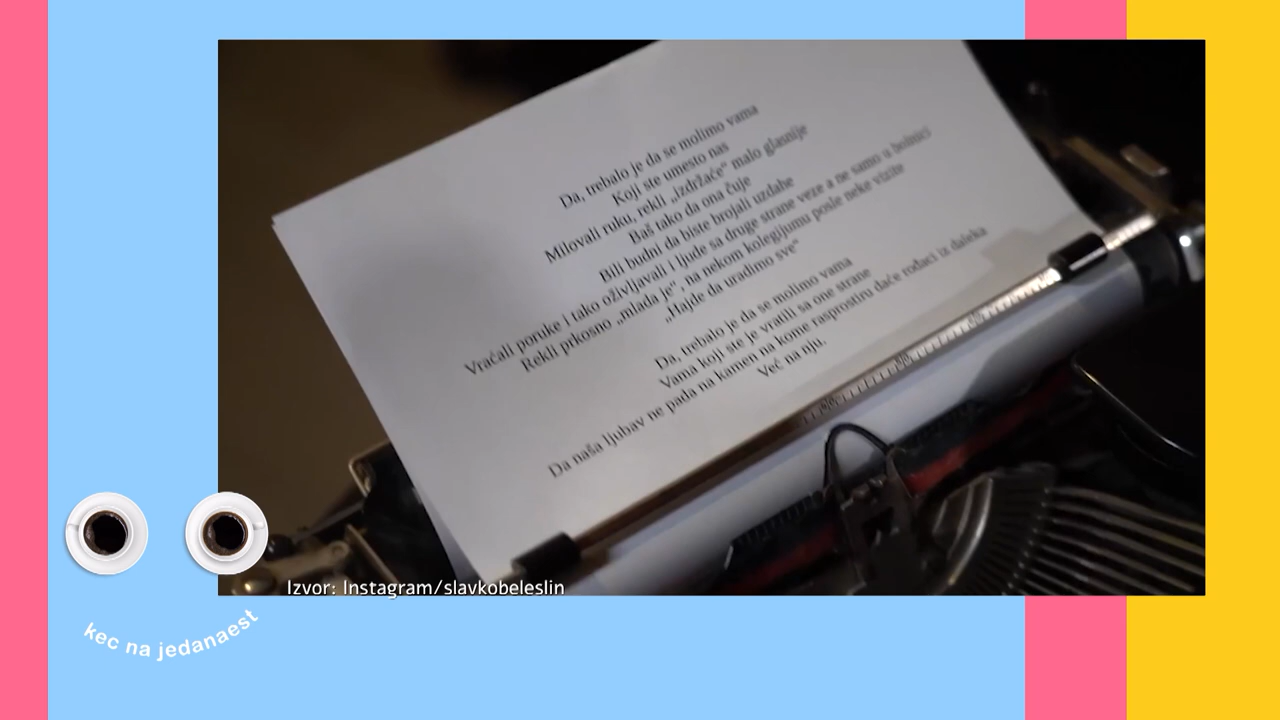 Da, trebalo je da se molimo vama
Koji ste umesto nas
Milovali ruku, rekli „izdržaće“ malo glasnije
Baš tako da ona čuje
Bili budni da biste brojali uzdahe
Vraćali poruke i tako oživljavali i ljude sa druge strane veze a ne samo u bolnici
Rekli prkosno „mlada je“, na nekom kolegijumu posle neke vizite
„Hajde da uradimo sve“
Da, trebalo je da se molimo vama
Vama koji ste je vratili sa one strane
Da naša ljubav ne pada na kamen na kome rasprostiru daće rođaci iz daleka
Već na nju.
Izvor: Instagram/slavkobeleslin
kec na jedanaest